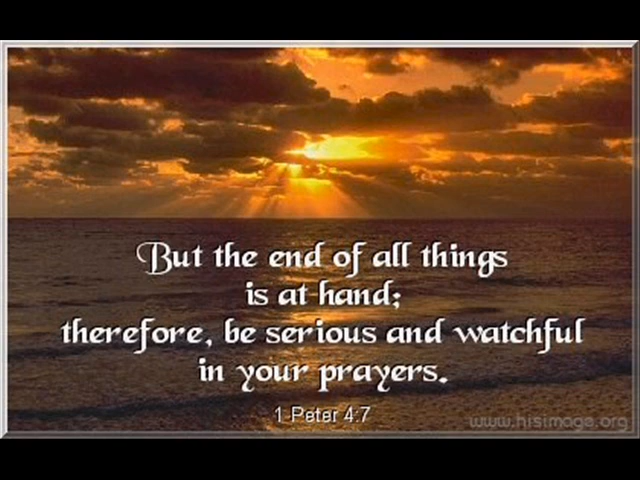 But the end of all things
is at hand;
therefore, be serious and watchful
in your prayers.
1 Peter 4:7
www.hisimage.org